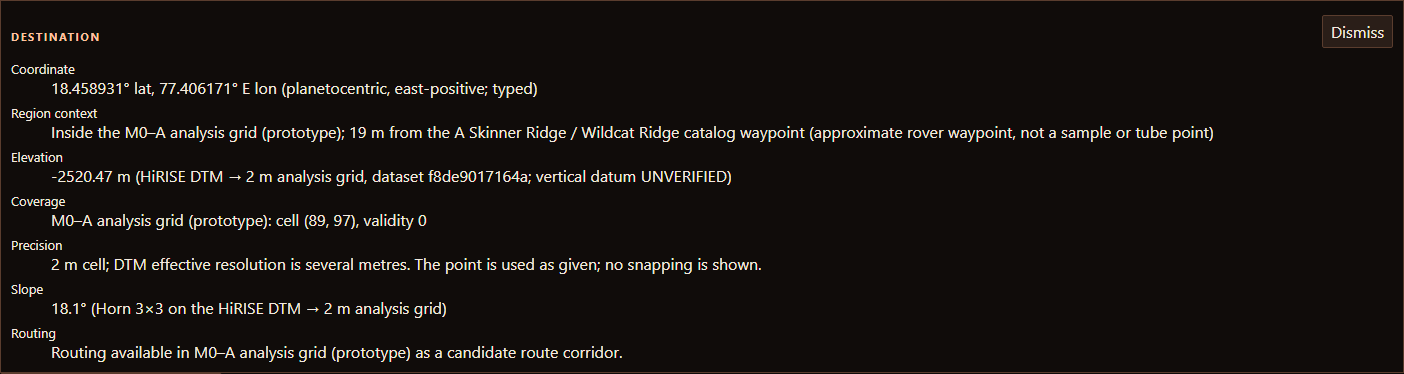 DESTINATION
Dismiss
Coordinate
18.458931° lat, 77.406171° E lon (planetocentric, east-positive; typed)
Region context
Inside the M0–A analysis grid (prototype); 19 m from the A Skinner Ridge / Wildcat Ridge catalog waypoint (approximate rover waypoint, not a sample or tube point)
Elevation
-2520.47 m (HiRISE DTM → 2 m analysis grid, dataset f8de9017164a; vertical datum UNVERIFIED)
Coverage
M0–A analysis grid (prototype): cell (89, 97), validity 0
Precision
2 m cell; DTM effective resolution is several metres. The point is used as given; no snapping is shown.
Slope
18.1° (Horn 3×3 on the HiRISE DTM → 2 m analysis grid)
Routing
Routing available in M0–A analysis grid (prototype) as a candidate route corridor.